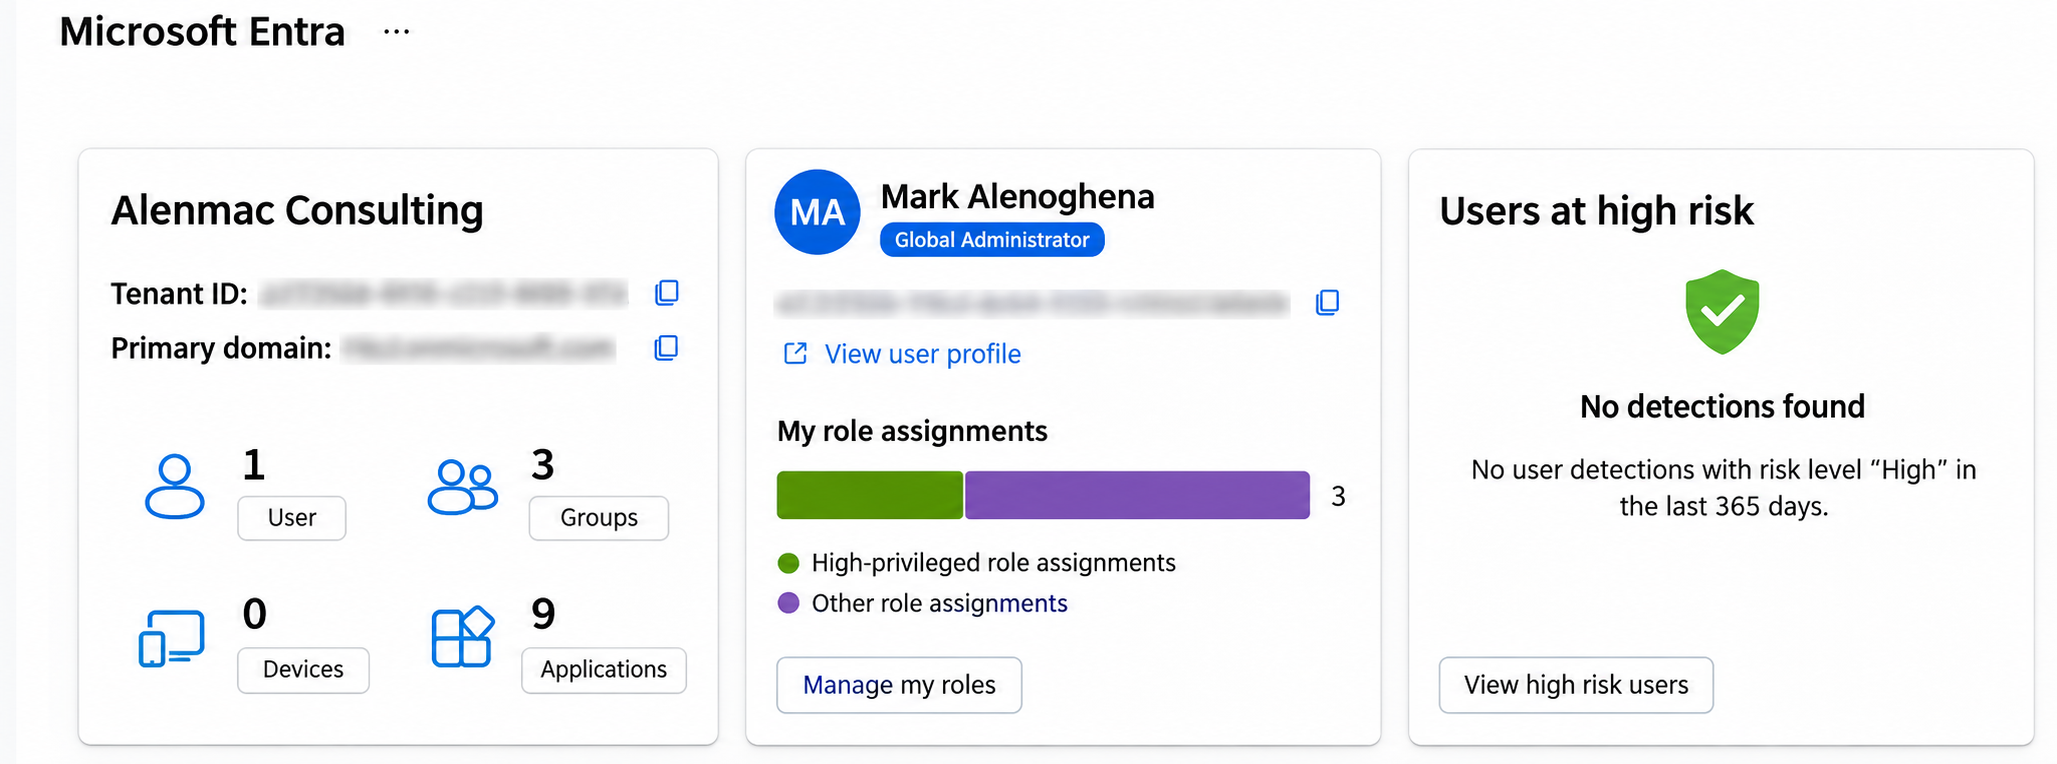 Microsoft Entra ...
Alenmac Consulting
Tenant ID:
Primary domain:
1
User
3
Groups
0
Devices
9
Applications
MA
Mark Alenoghena
Global Administrator
View user profile
My role assignments
3
High-privileged role assignments
Other role assignments
Manage my roles
Users at high risk
No detections found
No user detections with risk level “High” in
the last 365 days.
View high risk users